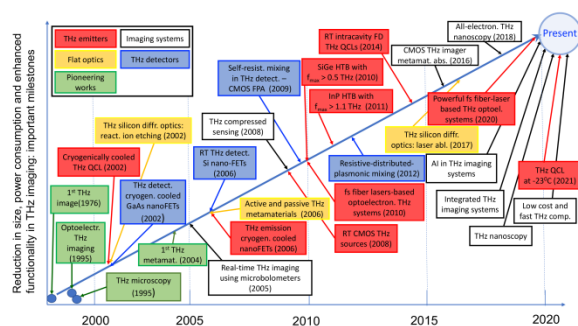 Reduction in size, power consumption and enhanced
functionality in THz imaging: important milestones
THz emitters
Flat optics
Pioneering works
Imaging systems
THz detectors
Present
All-electron. THz
nanoscopy (2018)
RT intracavity FD
THz QCLs (2014)
CMOS THz imager
metamat. abs. (2016)
Self-resist. mixing
in THz detect. –
CMOS FPA
(2009)
SiGe HTB with
fmax > 0.5 THz (2010)
InP HTB with
fmax > 1.1 THz (2011)
Powerful fs fiber-laser
based THz optoel.
systems (2020)
THz silicon diffr. optics:
react. ion etching (2002)
THz compressed
sensing (2008)
THz silicon diffr.
optics: laser abl. (2017)
Cryogenically cooled
THz QCL (2002)
RT THz detect.
Si nano-FETs
(2006)
Resistive-distributed-
plasmonic mixing (2012)
AI in THz imaging
systems
THz QCL
at -23⁰C (2021)
1st THz
image(1976)
THz detect.
cryogen. cooled
GaAs nanoFETs
(2002)
Active and passive THz
metamaterials (2006)
fs fiber lasers-based
optoelectron. THz
systems (2010)
Integrated THz
imaging systems
Low cost and
fast THz comp.
Optoelectr.
THz imaging
(1995)
1st THz
metamat. (2004)
THz emission
cryogen. cooled
nanoFETs (2006)
RT CMOS THz
sources (2008)
THz nanoscopy
THz microscopy
(1995)
Real-time THz imaging
using microbolometers
(2005)
2000
2005
2010
2015
2020